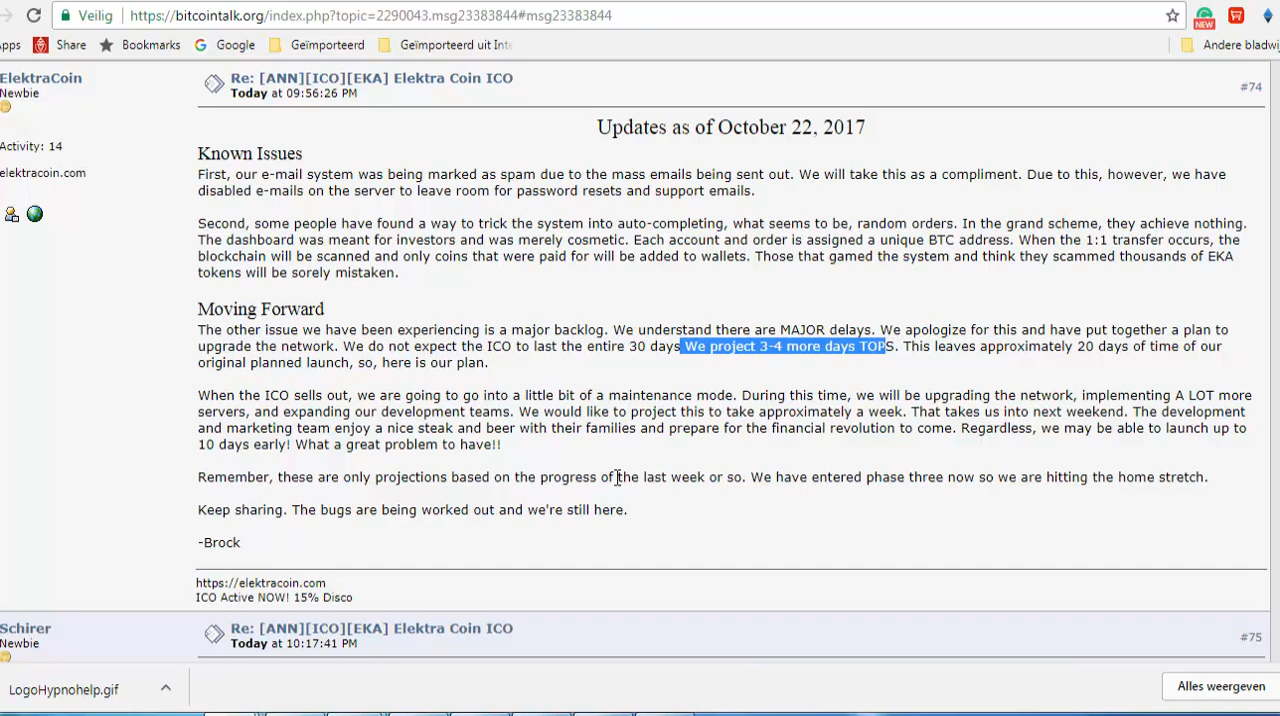 Veilig https://bitcointalk.org/index.php?topic=2290043.msg23383844#msg23383844
NEW
Apps Share Bookmarks Google Geïmporteerd Geïmporteerd uit Inte Andere bladwij
ElektraCoin
Newbie
Activity: 14
elektracoin.com
Re: [ANN][ICO][EKA] Elektra Coin ICO
Today at 09:56:26 PM
#74
Updates as of October 22, 2017
Known Issues
First, our e-mail system was being marked as spam due to the mass emails being sent out. We will take this as a compliment. Due to this, however, we have
disabled e-mails on the server to leave room for password resets and support emails.
Second, some people have found a way to trick the system into auto-completing, what seems to be, random orders. In the grand scheme, they achieve nothing.
The dashboard was meant for investors and was merely cosmetic. Each account and order is assigned a unique BTC address. When the 1:1 transfer occurs, the
blockchain will be scanned and only coins that were paid for will be added to wallets. Those that gamed the system and think they scammed thousands of EKA
tokens will be sorely mistaken.
Moving Forward
The other issue we have been experiencing is a major backlog. We understand there are MAJOR delays. We apologize for this and have put together a plan to
upgrade the network. We do not expect the ICO to last the entire 30 days We project 3-4 more days TOPS. This leaves approximately 20 days of time of our
original planned launch, so, here is our plan.
When the ICO sells out, we are going to go into a little bit of a maintenance mode. During this time, we will be upgrading the network, implementing A LOT more
servers, and expanding our development teams. We would like to project this to take approximately a week. That takes us into next weekend. The development
and marketing team enjoy a nice steak and beer with their families and prepare for the financial revolution to come. Regardless, we may be able to launch up to
10 days early! What a great problem to have!!
Remember, these are only projections based on the progress of the last week or so. We have entered phase three now so we are hitting the home stretch.
Keep sharing. The bugs are being worked out and we're still here.
-Brock
https://elektracoin.com
ICO Active NOW! 15% Disco
Schirer
Newbie
Re: [ANN][ICO][EKA] Elektra Coin ICO
Today at 10:17:41 PM
#75
LogoHypnohelp.gif
Alles weergeven